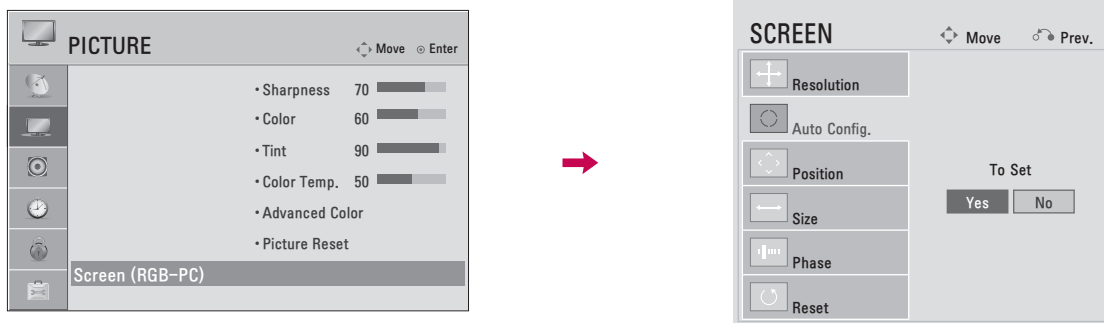 PICTURE
Move Enter
• Sharpness 70
• Color 60
• Tint 90
• Color Temp. 50
• Advanced Color
• Picture Reset
Screen (RGB-PC)
SCREEN
Move Prev.
Resolution
Auto Config.
Position
Size
Phase
Reset
To Set
Yes No